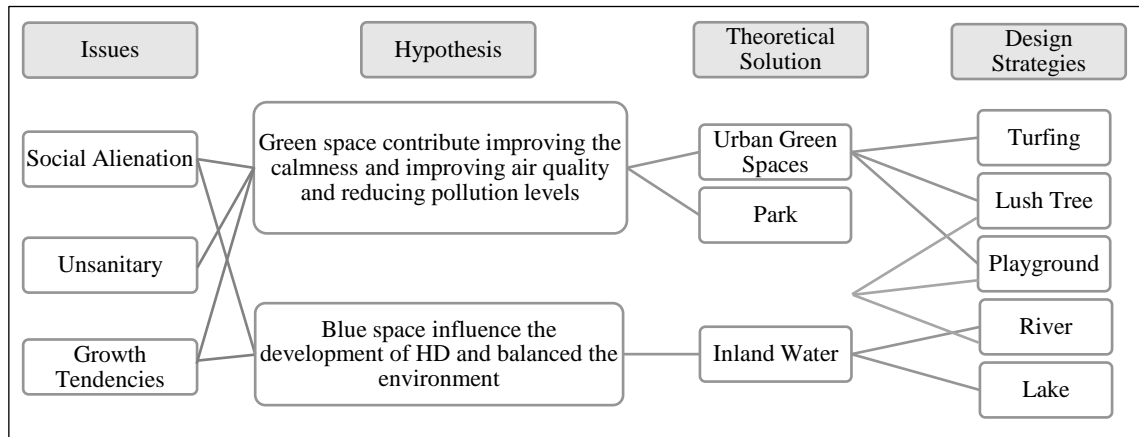 Issues
Hypothesis
Theoretical
Solution
Design
Strategies
Social Alienation
Unsanitary
Growth
Tendencies
Green space contribute improving the
calmness and improving air quality
and reducing pollution levels
Blue space influence the
development of HD and balanced the
environment
Urban Green
Spaces
Park
Inland Water
Turfing
Lush Tree
Playground
River
Lake